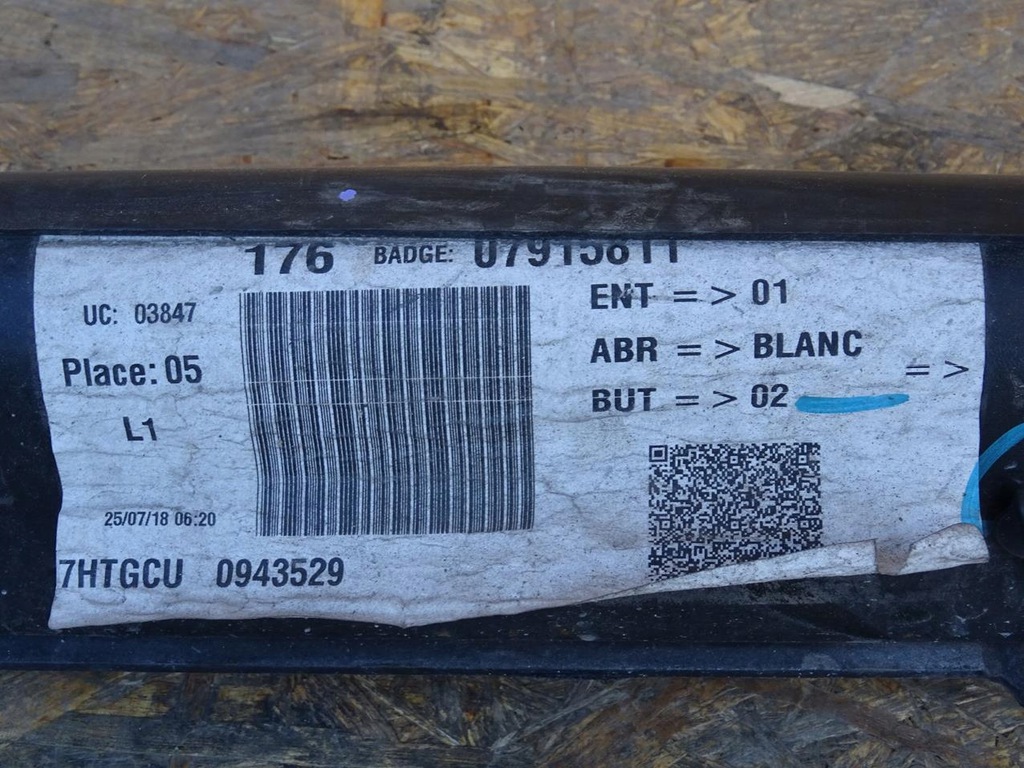 176 BADGE: 07915811
UC: 03847
ENT = > 01
Place: 05
ABR = > BLANC
= >
L1
BUT = > 02
25/07/18 06:20
7HTGCU 0943529